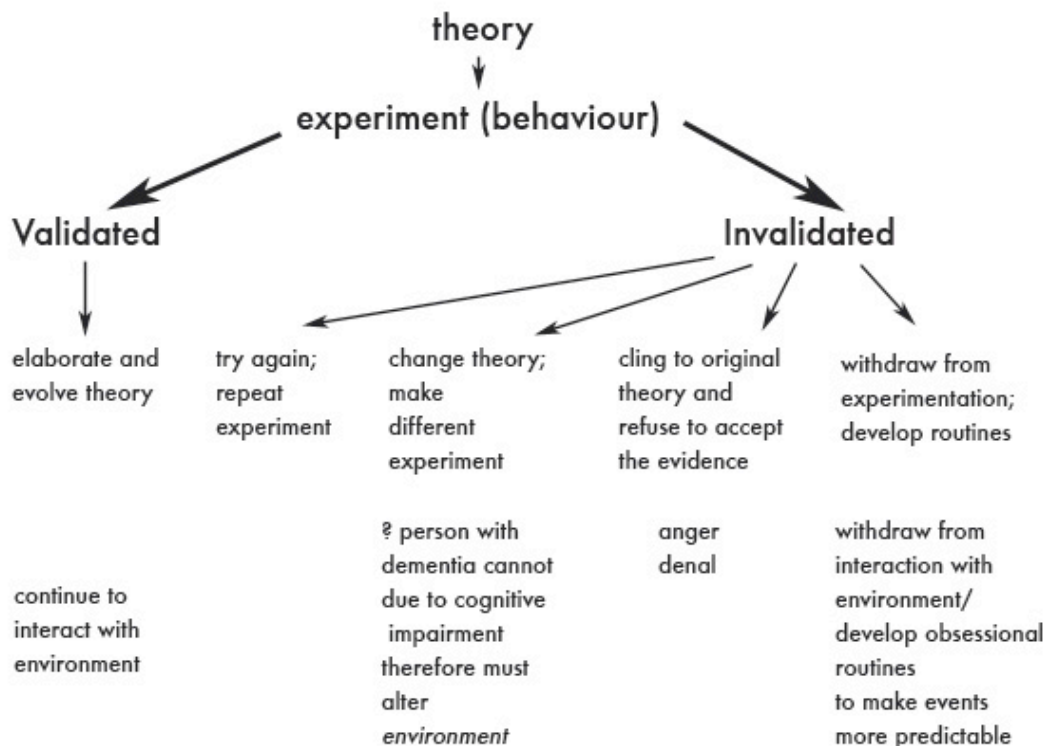 theory
experiment (behaviour)
Validated
Invalidated
elaborate and
evolve theory
try again;
repeat
experiment
change theory;
make
different
experiment
cling to original
theory and
refuse to accept
the evidence
withdraw from
experimentation;
develop routines
continue to
interact with
environment
? person with
dementia cannot
due to cognitive
impairment
therefore must
alter
environment
anger
denal
withdraw from
interaction with
environment/
develop obsessional
routines
to make events
more predictable